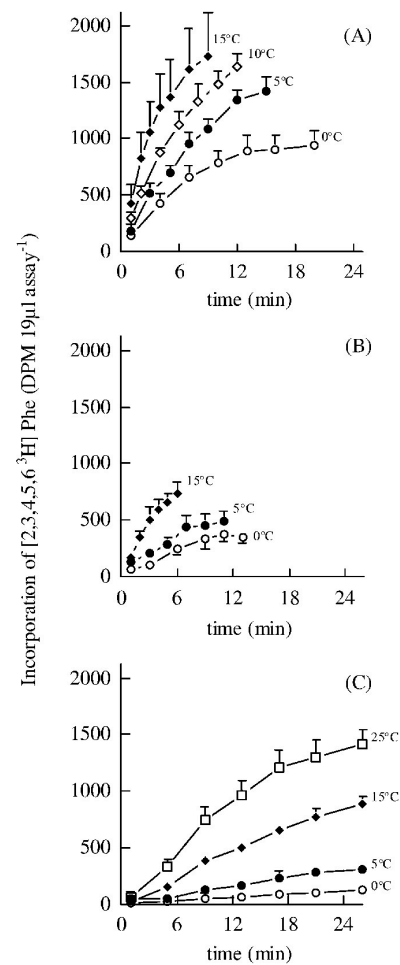 Incorporation of [2,3,4,5,6 ³H] Phe (DPM 19µl assay⁻¹)
(A)
2000
1500
1000
500
0
15°C
10°C
5°C
0°C
0 6 12 18 24
time (min)
(B)
2000
1500
1000
500
0
15°C
5°C
0°C
0 6 12 18 24
time (min)
(C)
2000
1500
1000
500
0
25°C
15°C
5°C
0°C
0 6 12 18 24
time (min)